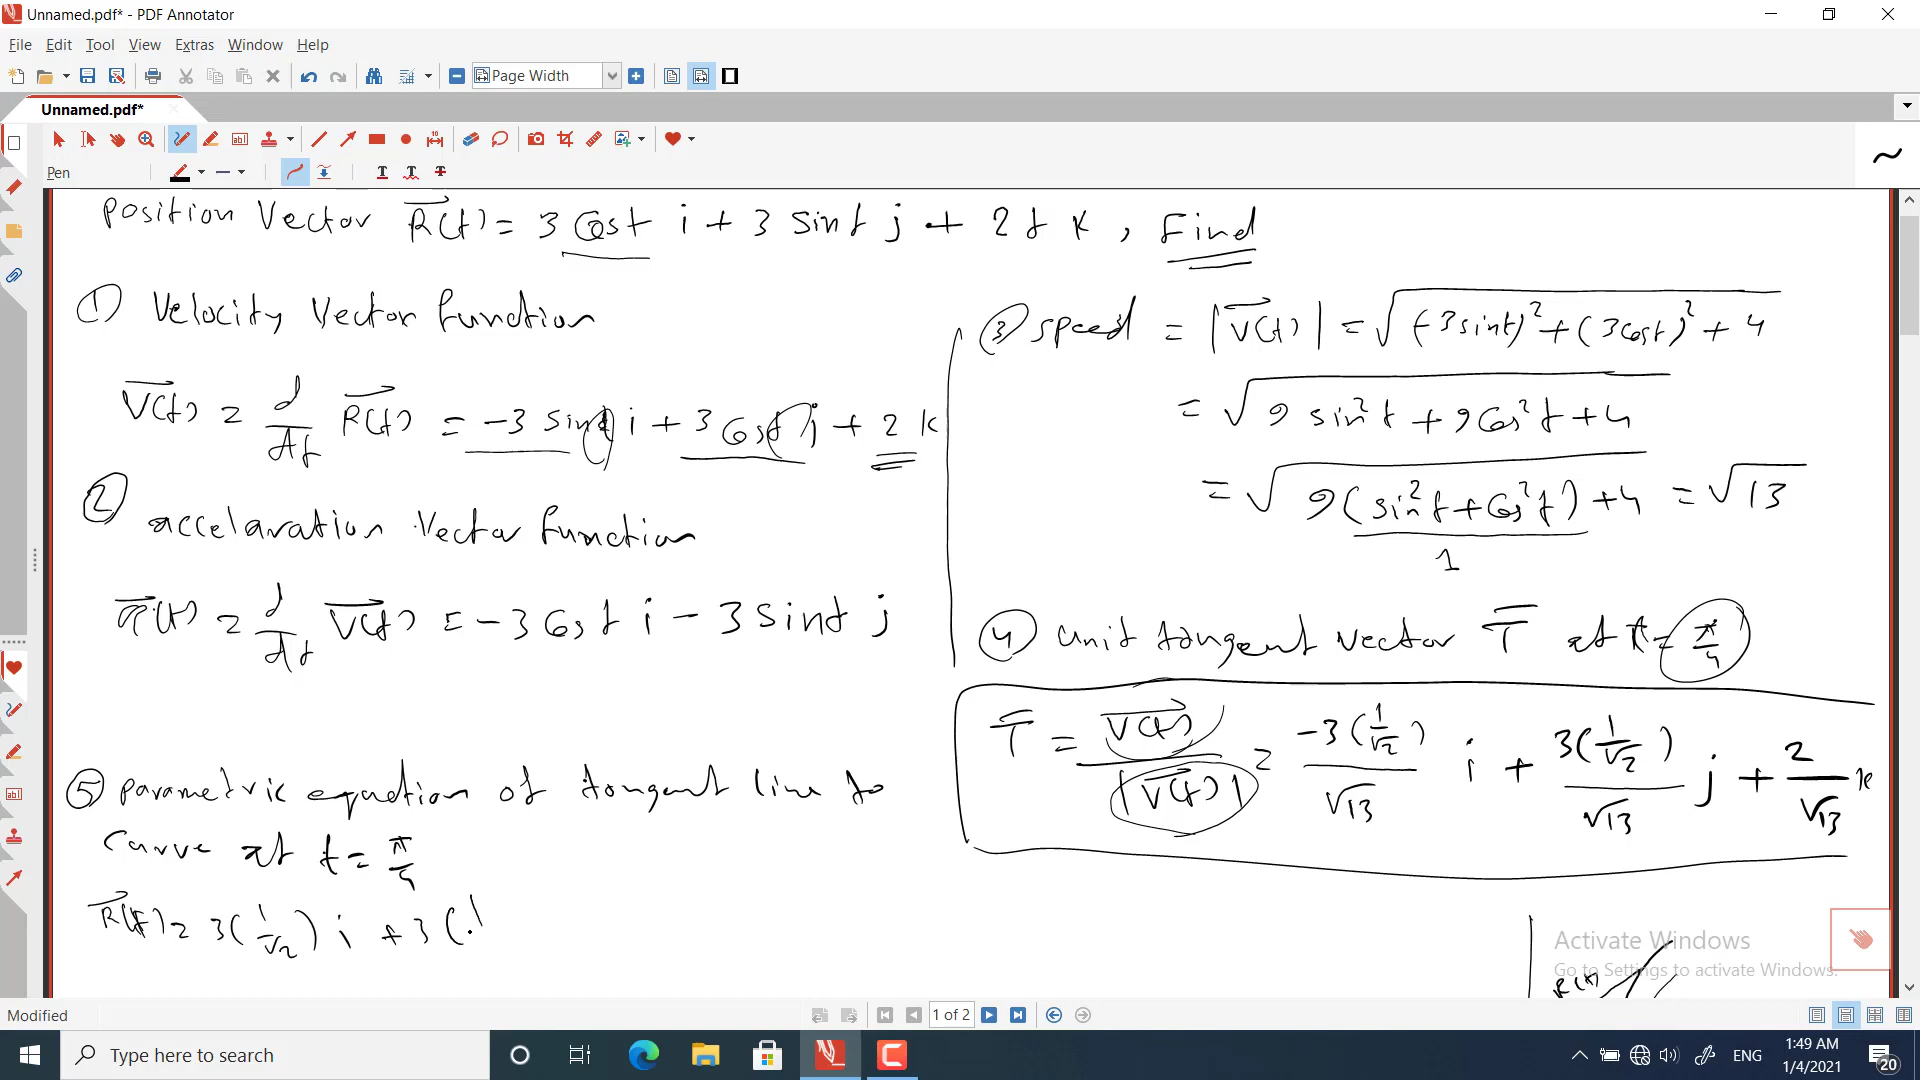 Unnamed.pdf* - PDF Annotator
File Edit Tool View Extras Window Help
Page Width
Unnamed.pdf*
Pen
Position Vector R(t) = 3 Cost i + 3 sint j + 2t k , Find
① Velocity Vector function
V(t) = d/dt R(t) = -3 sint i + 3 Cost j + 2 k
② accelaration Vector function
a(t) = d/dt V(t) = -3 Cost i - 3 sint j
③ speed = |V(t)| = √((-3sint)² + (3Cost)² + 4)
= √(9 sin²t + 9Cos²t + 4)
= √(9(sin²t + Cos²t) + 4) = √13
1
④ unit tangent vector T at t = π/4
T = V(t)/|V(t)| = -3(1/√2)/√13 i + 3(1/√2)/√13 j + 2/√13 k
⑤ parametric equation of tangent line to
Curve at t = π/4
R(t) = 3(1/√2) i + 3(
R(t)
Activate Windows
Go to Settings to activate Windows.
Modified
1 of 2
Type here to search
ENG
1:49 AM
1/4/2021
20